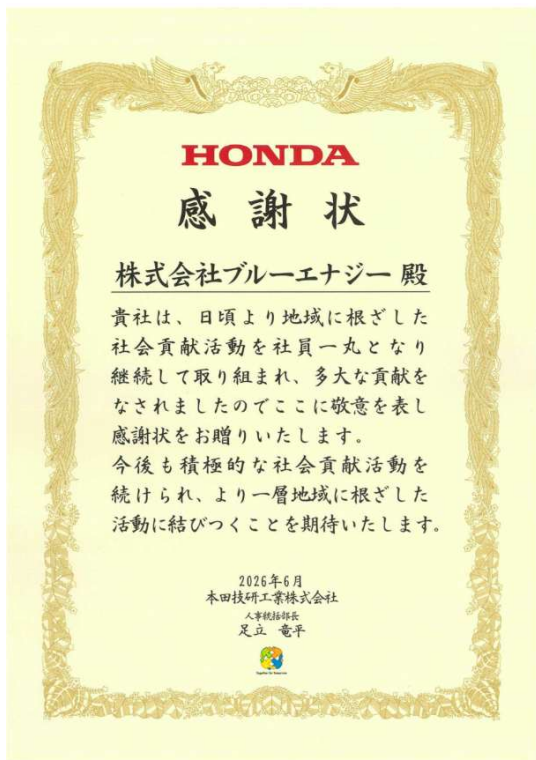 HONDA
感謝状
株式会社ブルーエナジー 殿
貴社は、日頃より地域に根ざした
社会貢献活動を社員一丸となり
継続して取り組まれ、多大な貢献を
なされましたのでここに敬意を表し
感謝状をお贈りいたします。
今後も積極的な社会貢献活動を
続けられ、より一層地域に根ざした
活動に結びつくことを期待いたします。
2026年6月
本田技研工業株式会社
人事統括部長
足立 竜平